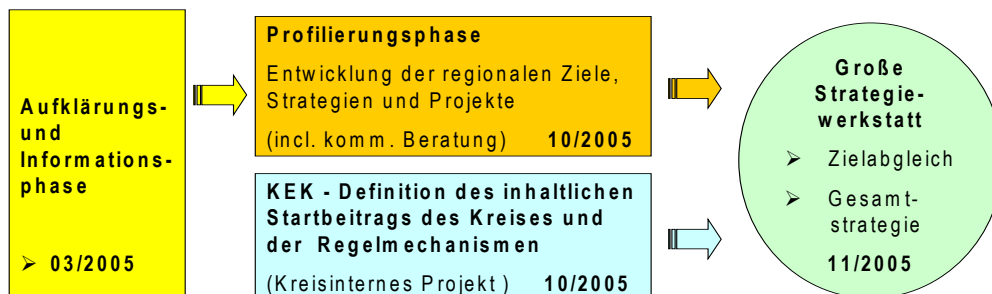 Aufklärungs-
und
Informations-
phase
➢ 03/2005
Profilierungsphase
Entwicklung der regionalen Ziele,
Strategien und Projekte
(incl. komm. Beratung) 10/2005
KEK - Definition des inhaltlichen
Startbeitrags des Kreises und
der Regelmechanismen
(Kreisinternes Projekt ) 10/2005
Große
Strategie-
werkstatt
➢ Zielabgleich
➢ Gesamt-
strategie
11/2005